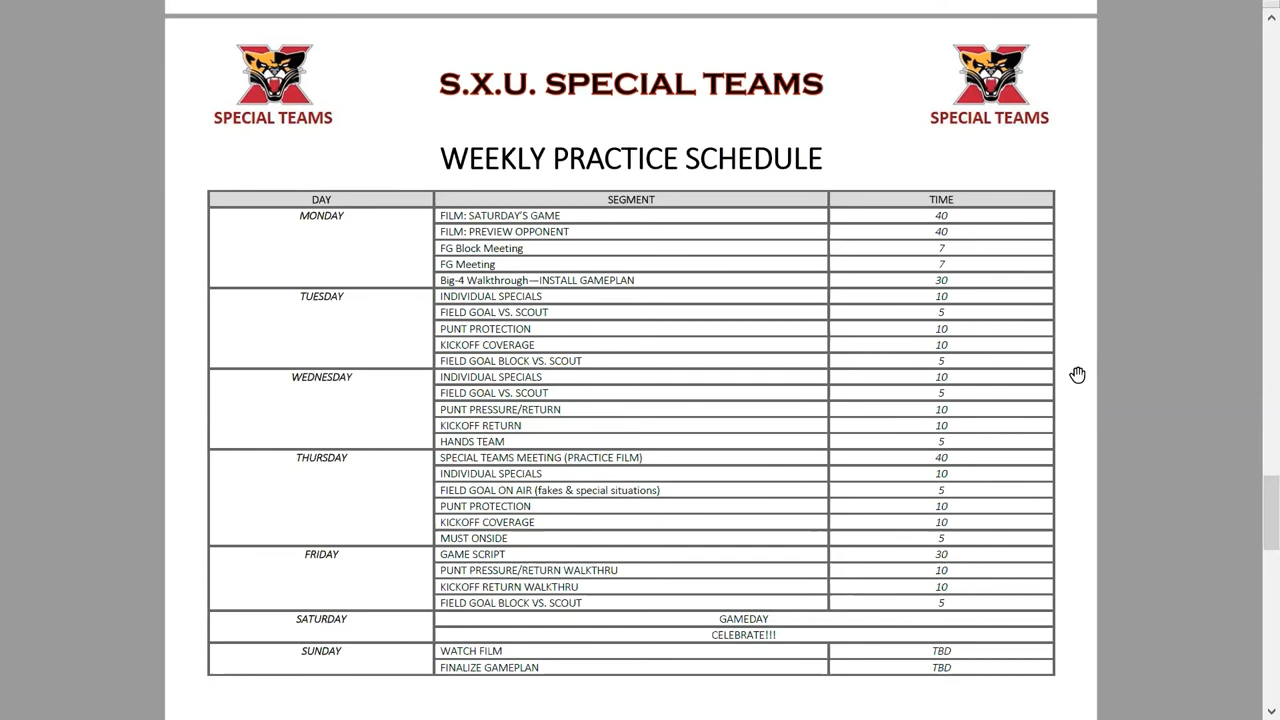 S.X.U. SPECIAL TEAMS
SPECIAL TEAMS
SPECIAL TEAMS
WEEKLY PRACTICE SCHEDULE
DAY SEGMENT TIME
MONDAY FILM: SATURDAY'S GAME 40
FILM: PREVIEW OPPONENT 40
FG Block Meeting 7
FG Meeting 7
Big-4 Walkthrough—INSTALL GAMEPLAN 30
TUESDAY INDIVIDUAL SPECIALS 10
FIELD GOAL VS. SCOUT 5
PUNT PROTECTION 10
KICKOFF COVERAGE 10
FIELD GOAL BLOCK VS. SCOUT 5
WEDNESDAY INDIVIDUAL SPECIALS 10
FIELD GOAL VS. SCOUT 5
PUNT PRESSURE/RETURN 10
KICKOFF RETURN 10
HANDS TEAM 5
THURSDAY SPECIAL TEAMS MEETING (PRACTICE FILM) 40
INDIVIDUAL SPECIALS 10
FIELD GOAL ON AIR (fakes & special situations) 5
PUNT PROTECTION 10
KICKOFF COVERAGE 10
MUST ONSIDE 5
FRIDAY GAME SCRIPT 30
PUNT PRESSURE/RETURN WALKTHRU 10
KICKOFF RETURN WALKTHRU 10
FIELD GOAL BLOCK VS. SCOUT 5
SATURDAY GAMEDAY
CELEBRATE!!!
SUNDAY WATCH FILM TBD
FINALIZE GAMEPLAN TBD